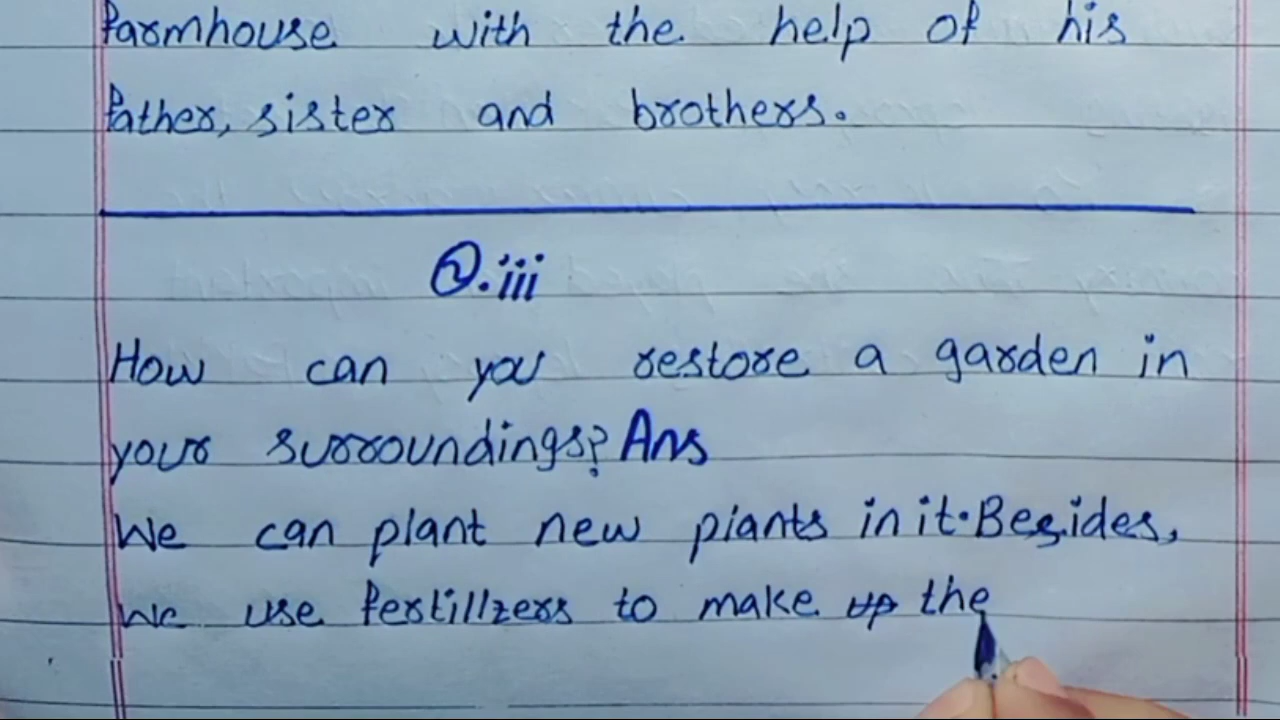 farmhouse with the help of his
father, sister and brothers.
Q.iii
How can you restore a garden in
your surroundings? Ans
We can plant new piants in it. Besides,
We use fertillzers to make up the